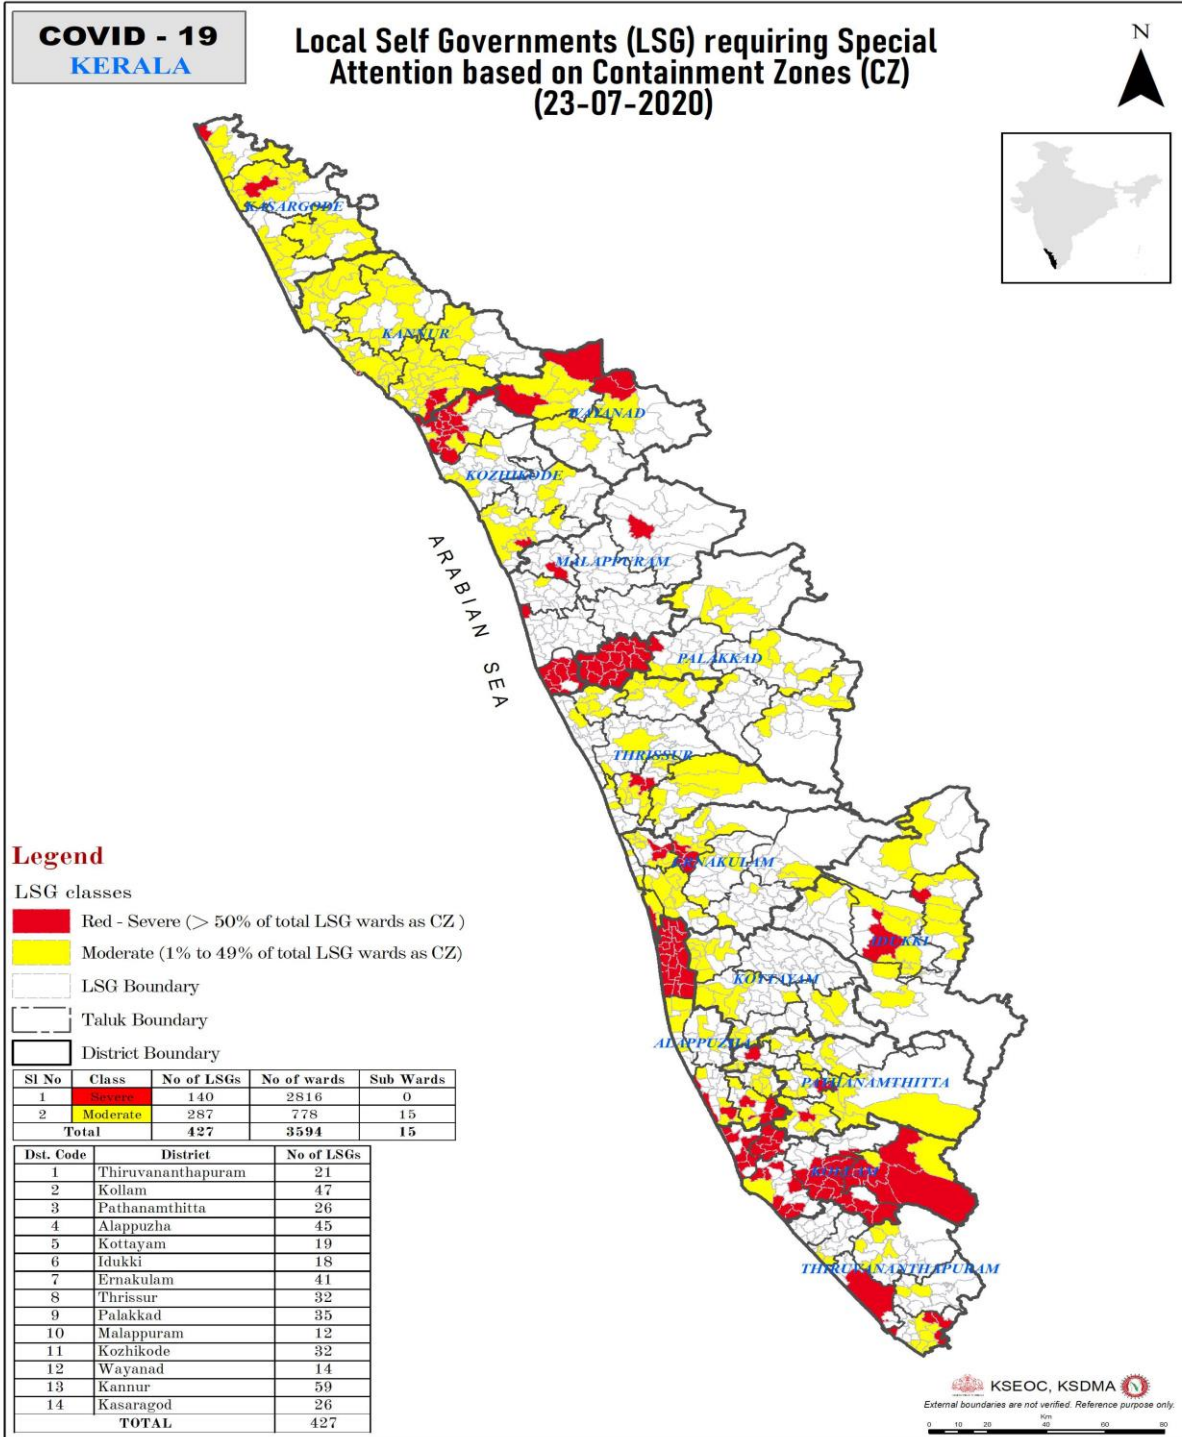 COVID - 19
KERALA
Local Self Governments (LSG) requiring Special
Attention based on Containment Zones (CZ)
(23-07-2020)
N
KASARGODE
KANNUR
WAYANAD
KOZHIKODE
MALAPPURAM
ARABIAN SEA
PALAKKAD
THRISSUR
ERNAKULAM
IDUKKI
KOTTAYAM
ALAPPUZHA
PATHANAMTHITTA
KOLLAM
THIRUVANANTHAPURAM
Legend
LSG classes
Red - Severe (> 50% of total LSG wards as CZ )
Moderate (1% to 49% of total LSG wards as CZ)
LSG Boundary
Taluk Boundary
District Boundary
Sl No Class No of LSGs No of wards Sub Wards
1 Severe 140 2816 0
2 Moderate 287 778 15
Total 427 3594 15
Dst. Code District No of LSGs
1 Thiruvananthapuram 21
2 Kollam 47
3 Pathanamthitta 26
4 Alappuzha 45
5 Kottayam 19
6 Idukki 18
7 Ernakulam 41
8 Thrissur 32
9 Palakkad 35
10 Malappuram 12
11 Kozhikode 32
12 Wayanad 14
13 Kannur 59
14 Kasaragod 26
TOTAL 427
KSEOC, KSDMA
External boundaries are not verified. Reference purpose only.
Km
0 10 20 40 60 80